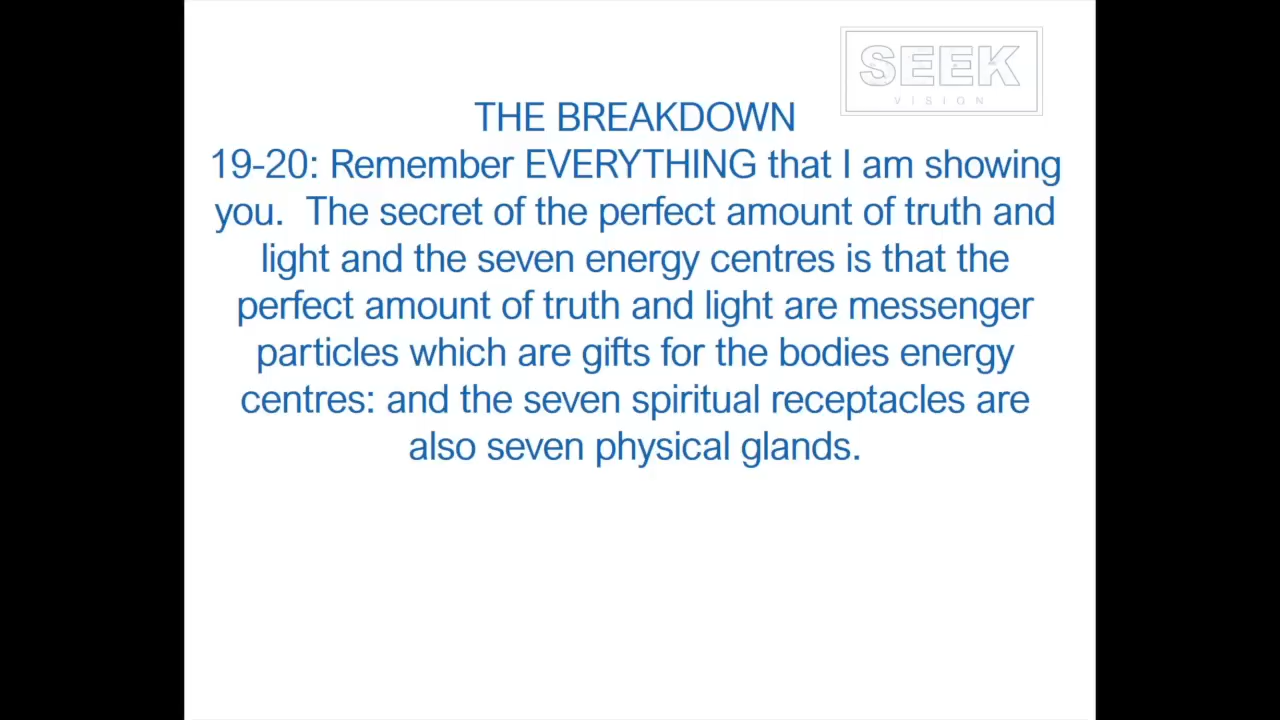 SEEK
VISION
THE BREAKDOWN
19-20: Remember EVERYTHING that I am showing
you.  The secret of the perfect amount of truth and
light and the seven energy centres is that the
perfect amount of truth and light are messenger
particles which are gifts for the bodies energy
centres: and the seven spiritual receptacles are
also seven physical glands.